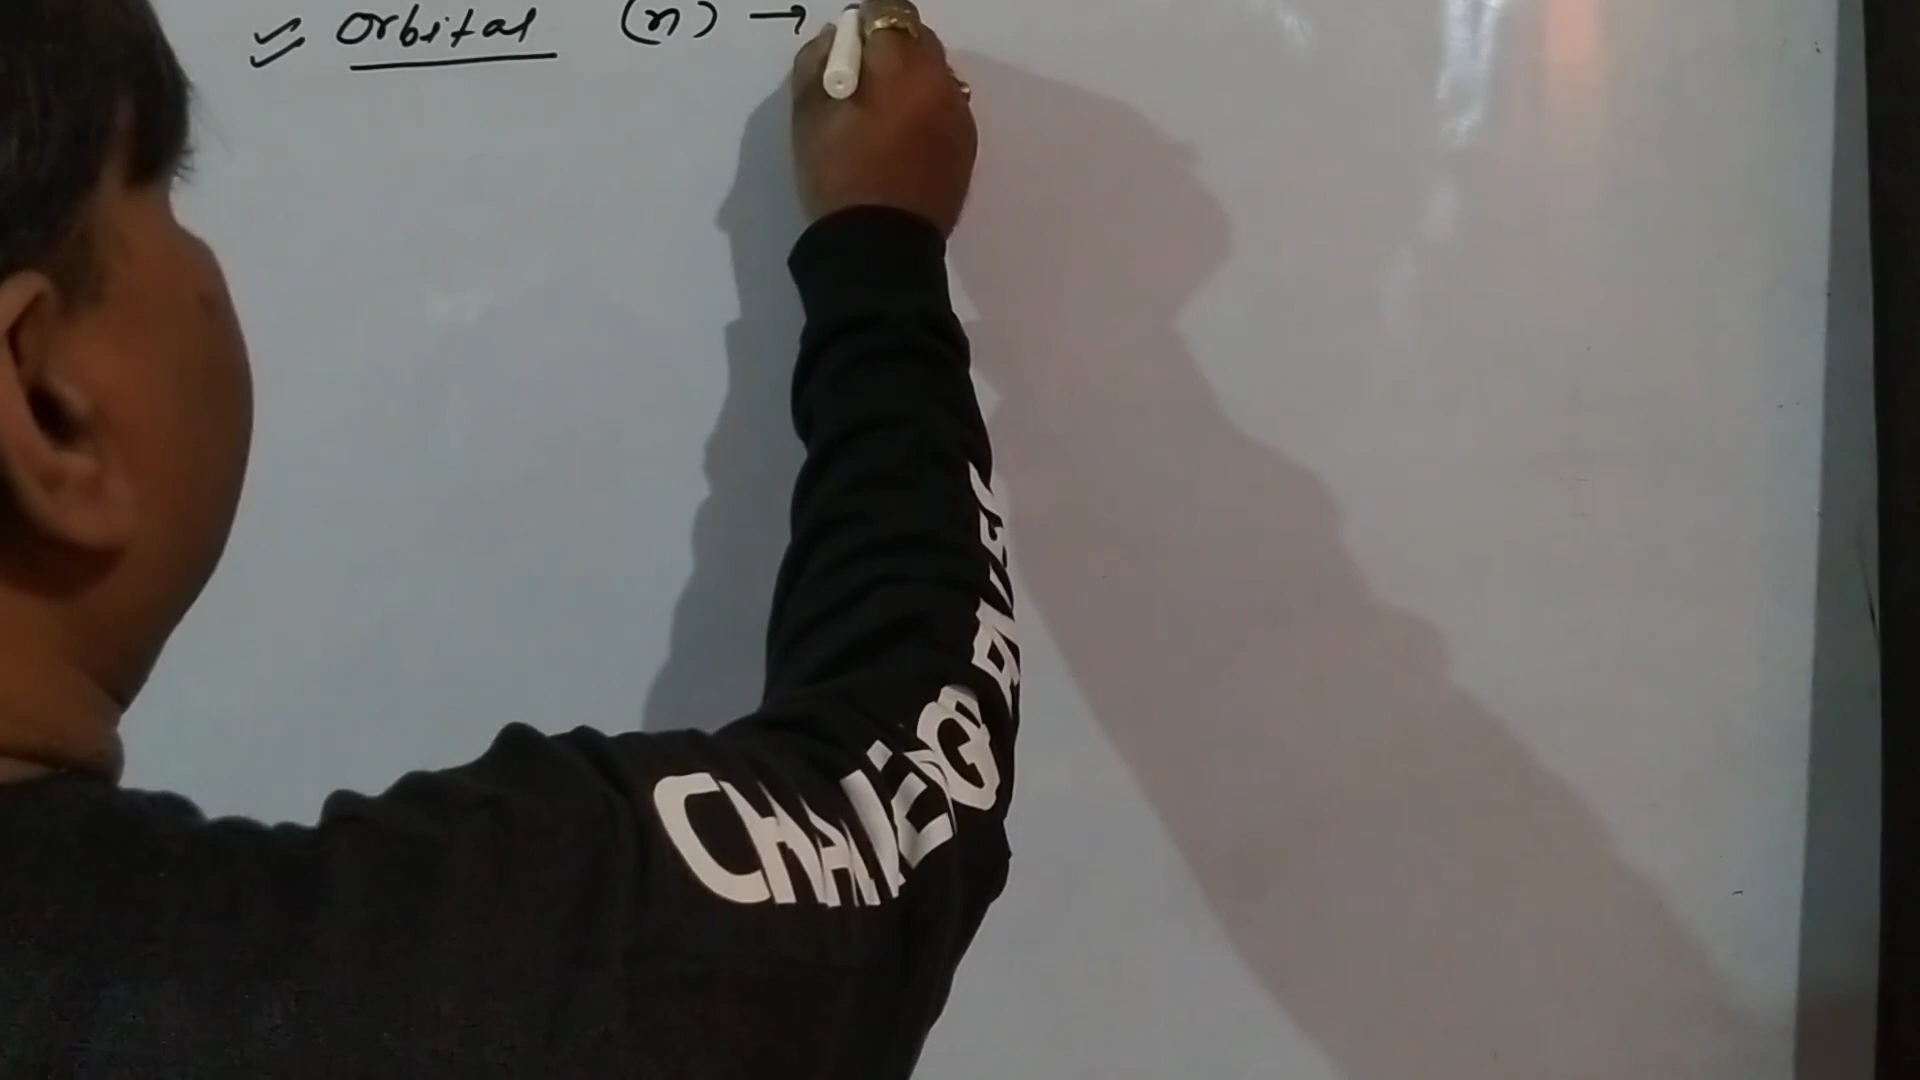 Orbital (n) →
CHALLENGE